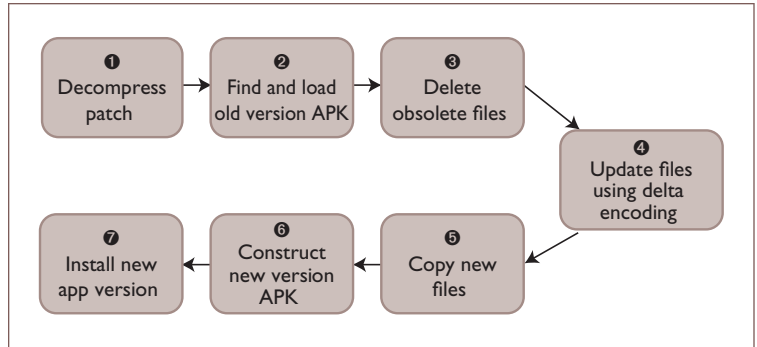 ❶
Decompress
patch
❷
Find and load
old version APK
❸
Delete
obsolete files
❹
Update files
using delta
encoding
❺
Copy new
files
❻
Construct
new version
APK
❼
Install new
app version